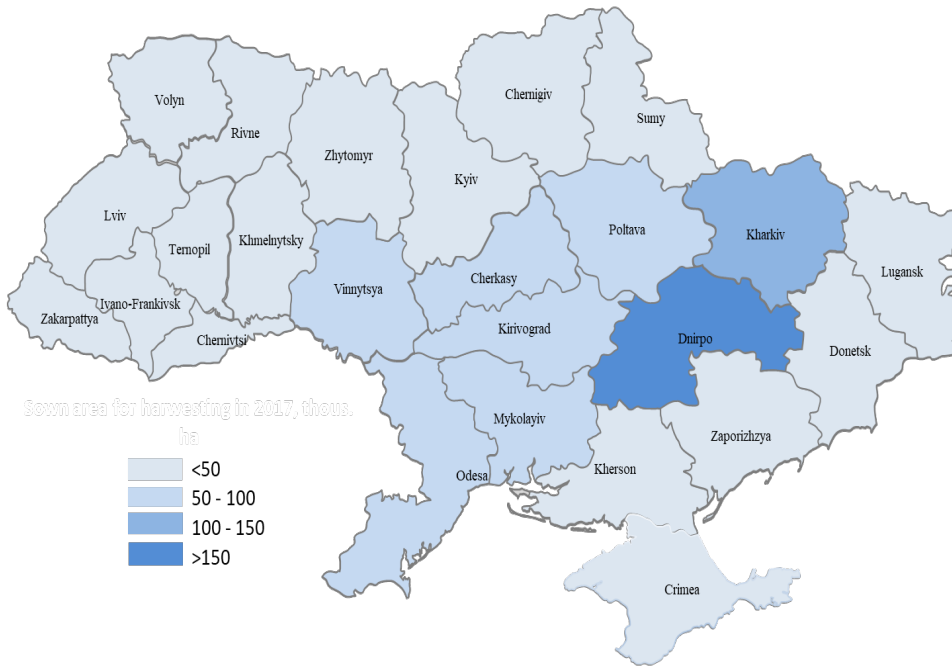 Chernigiv
Volyn
Sumy
Rivne
Zhytomyr
Kyiv
Lviv
Poltava
Kharkiv
Ternopil
Khmelnytsky
Lugansk
Cherkasy
Vinnytsya
Ivano-Frankivsk
Zakarpattya
Kirivograd
Chernivtsi
Dnirpo
Donetsk
Sown area for harwesting in 2017, thous.
ha
Mykolayiv
Zaporizhzya
Kherson
Odesa
<50
50 - 100
100 - 150
>150
Crimea